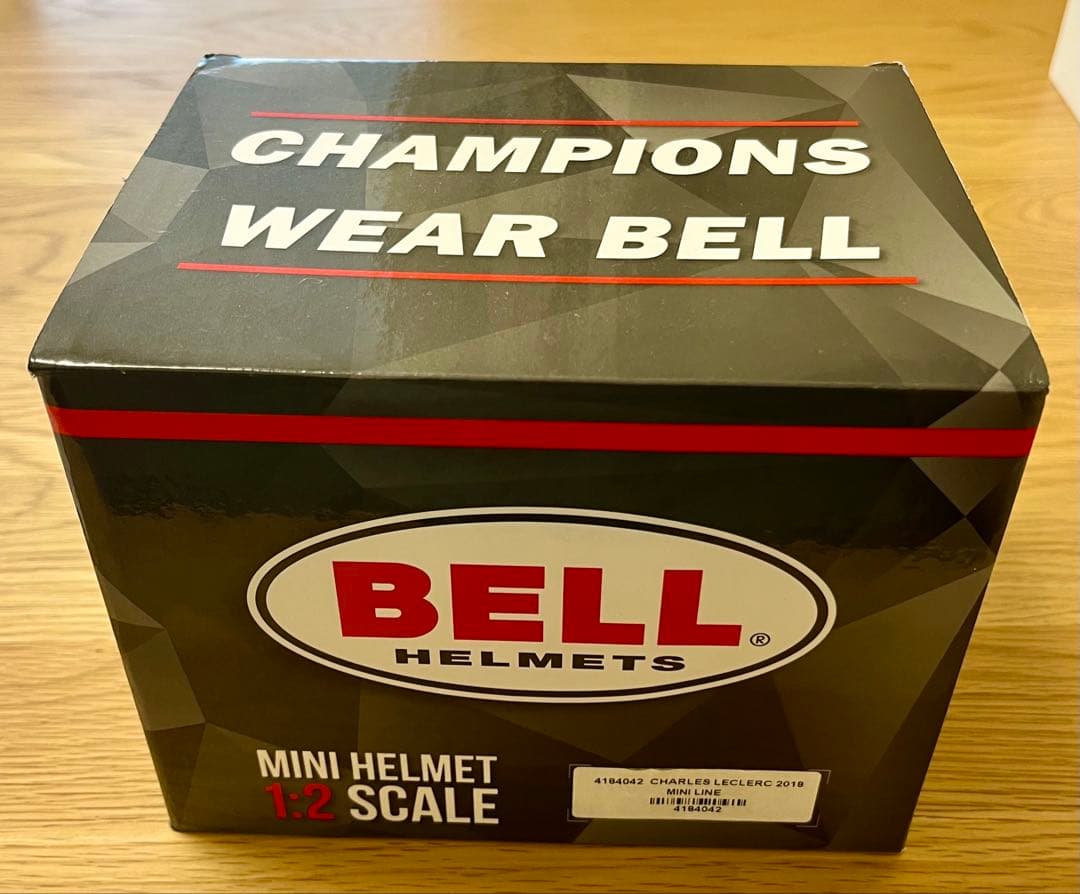 CHAMPIONS
WEAR BELL
BELL®
HELMETS
MINI HELMET
1:2 SCALE
4184042 CHARLES LECLERC 2018
MINI LINE
4184042